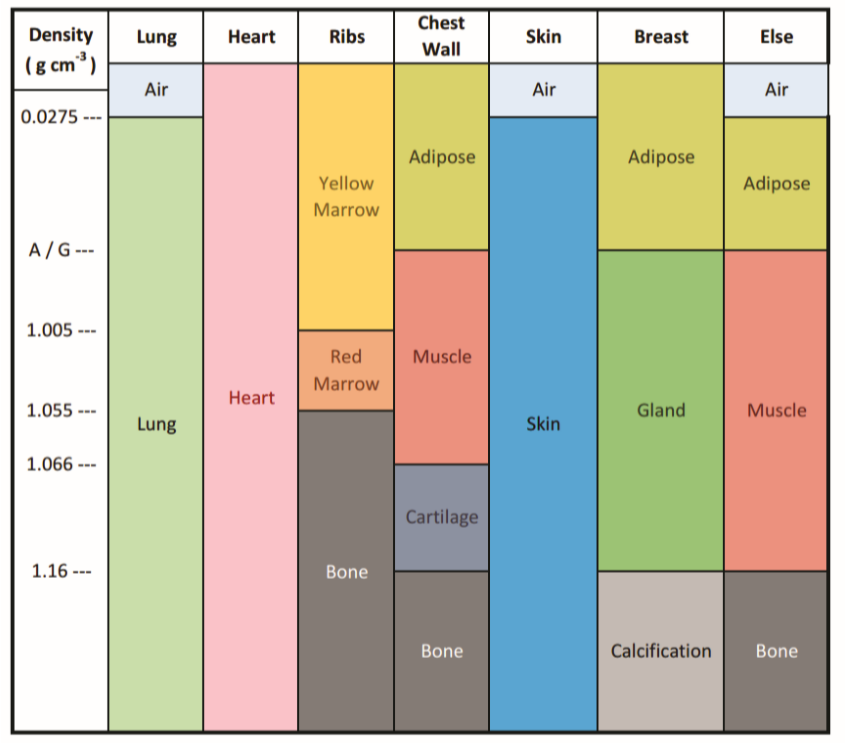 Density
( g cm-3 )
Lung
Heart
Ribs
Chest
Wall
Skin
Breast
Else
Air
Air
Air
0.0275 ---
Adipose
Adipose
Yellow
Marrow
Adipose
A / G ---
1.005 ---
Red
Marrow
Muscle
Heart
1.055 ---
Gland
Muscle
Lung
Skin
1.066 ---
Cartilage
1.16 ---
Bone
Bone
Calcification
Bone